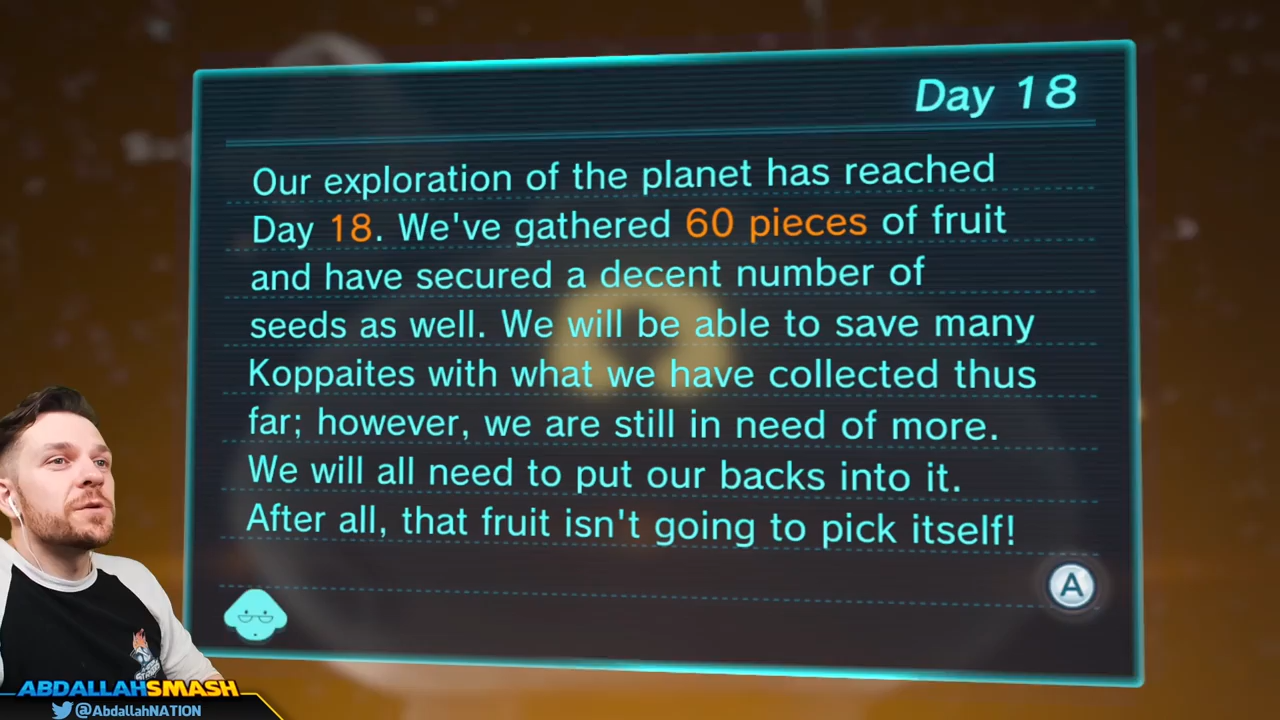 Day 18
Our exploration of the planet has reached
Day 18. We've gathered 60 pieces of fruit
and have secured a decent number of
seeds as well. We will be able to save many
Koppaites with what we have collected thus
far; however, we are still in need of more.
We will all need to put our backs into it.
After all, that fruit isn't going to pick itself!
A
ABDALLAHSMASH
@AbdallahNATION